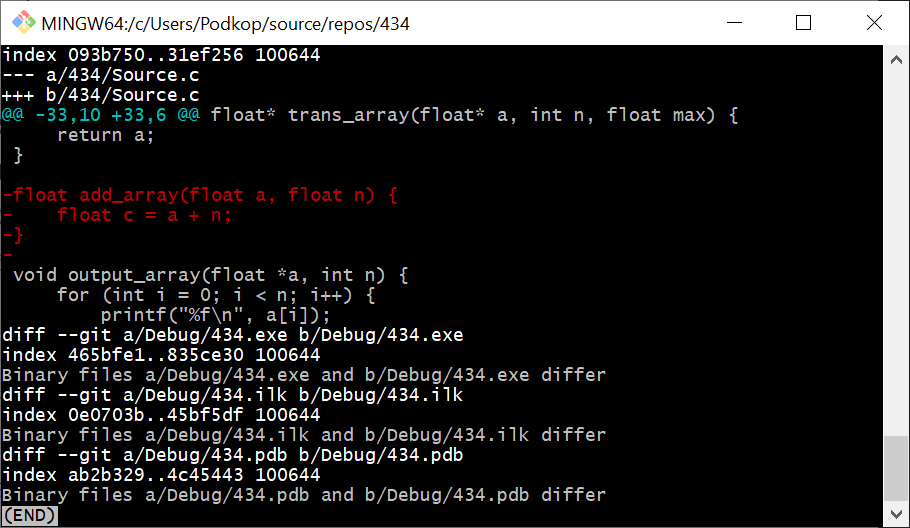 MINGW64:/c/Users/Podkop/source/repos/434
index 093b750..31ef256 100644
--- a/434/Source.c
+++ b/434/Source.c
@@ -33,10 +33,6 @@ float* trans_array(float* a, int n, float max) {
     return a;
 }

-float add_array(float a, float n) {
-    float c = a + n;
-}
-
 void output_array(float *a, int n) {
     for (int i = 0; i < n; i++) {
         printf("%f\n", a[i]);
diff --git a/Debug/434.exe b/Debug/434.exe
index 465bfe1..835ce30 100644
Binary files a/Debug/434.exe and b/Debug/434.exe differ
diff --git a/Debug/434.ilk b/Debug/434.ilk
index 0e0703b..45bf5df 100644
Binary files a/Debug/434.ilk and b/Debug/434.ilk differ
diff --git a/Debug/434.pdb b/Debug/434.pdb
index ab2b329..4c45443 100644
Binary files a/Debug/434.pdb and b/Debug/434.pdb differ
(END)